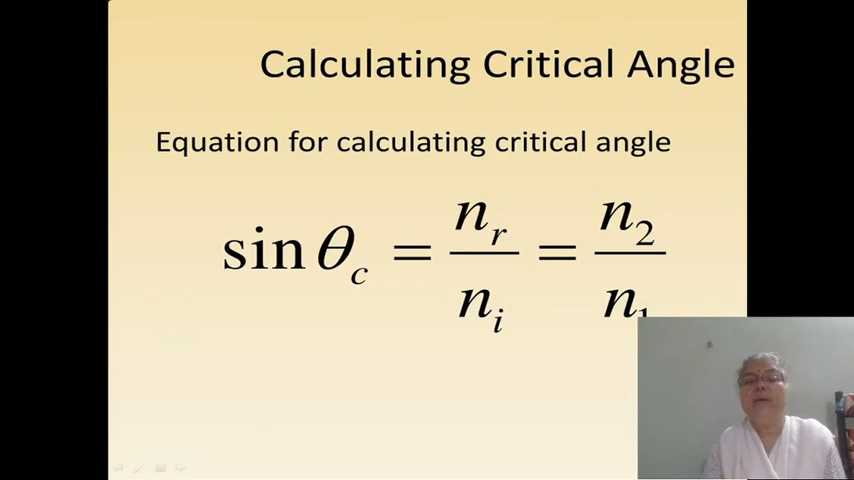 Calculating Critical Angle
Equation for calculating critical angle
sin θ_c = n_r / n_i = n_2 / n_1